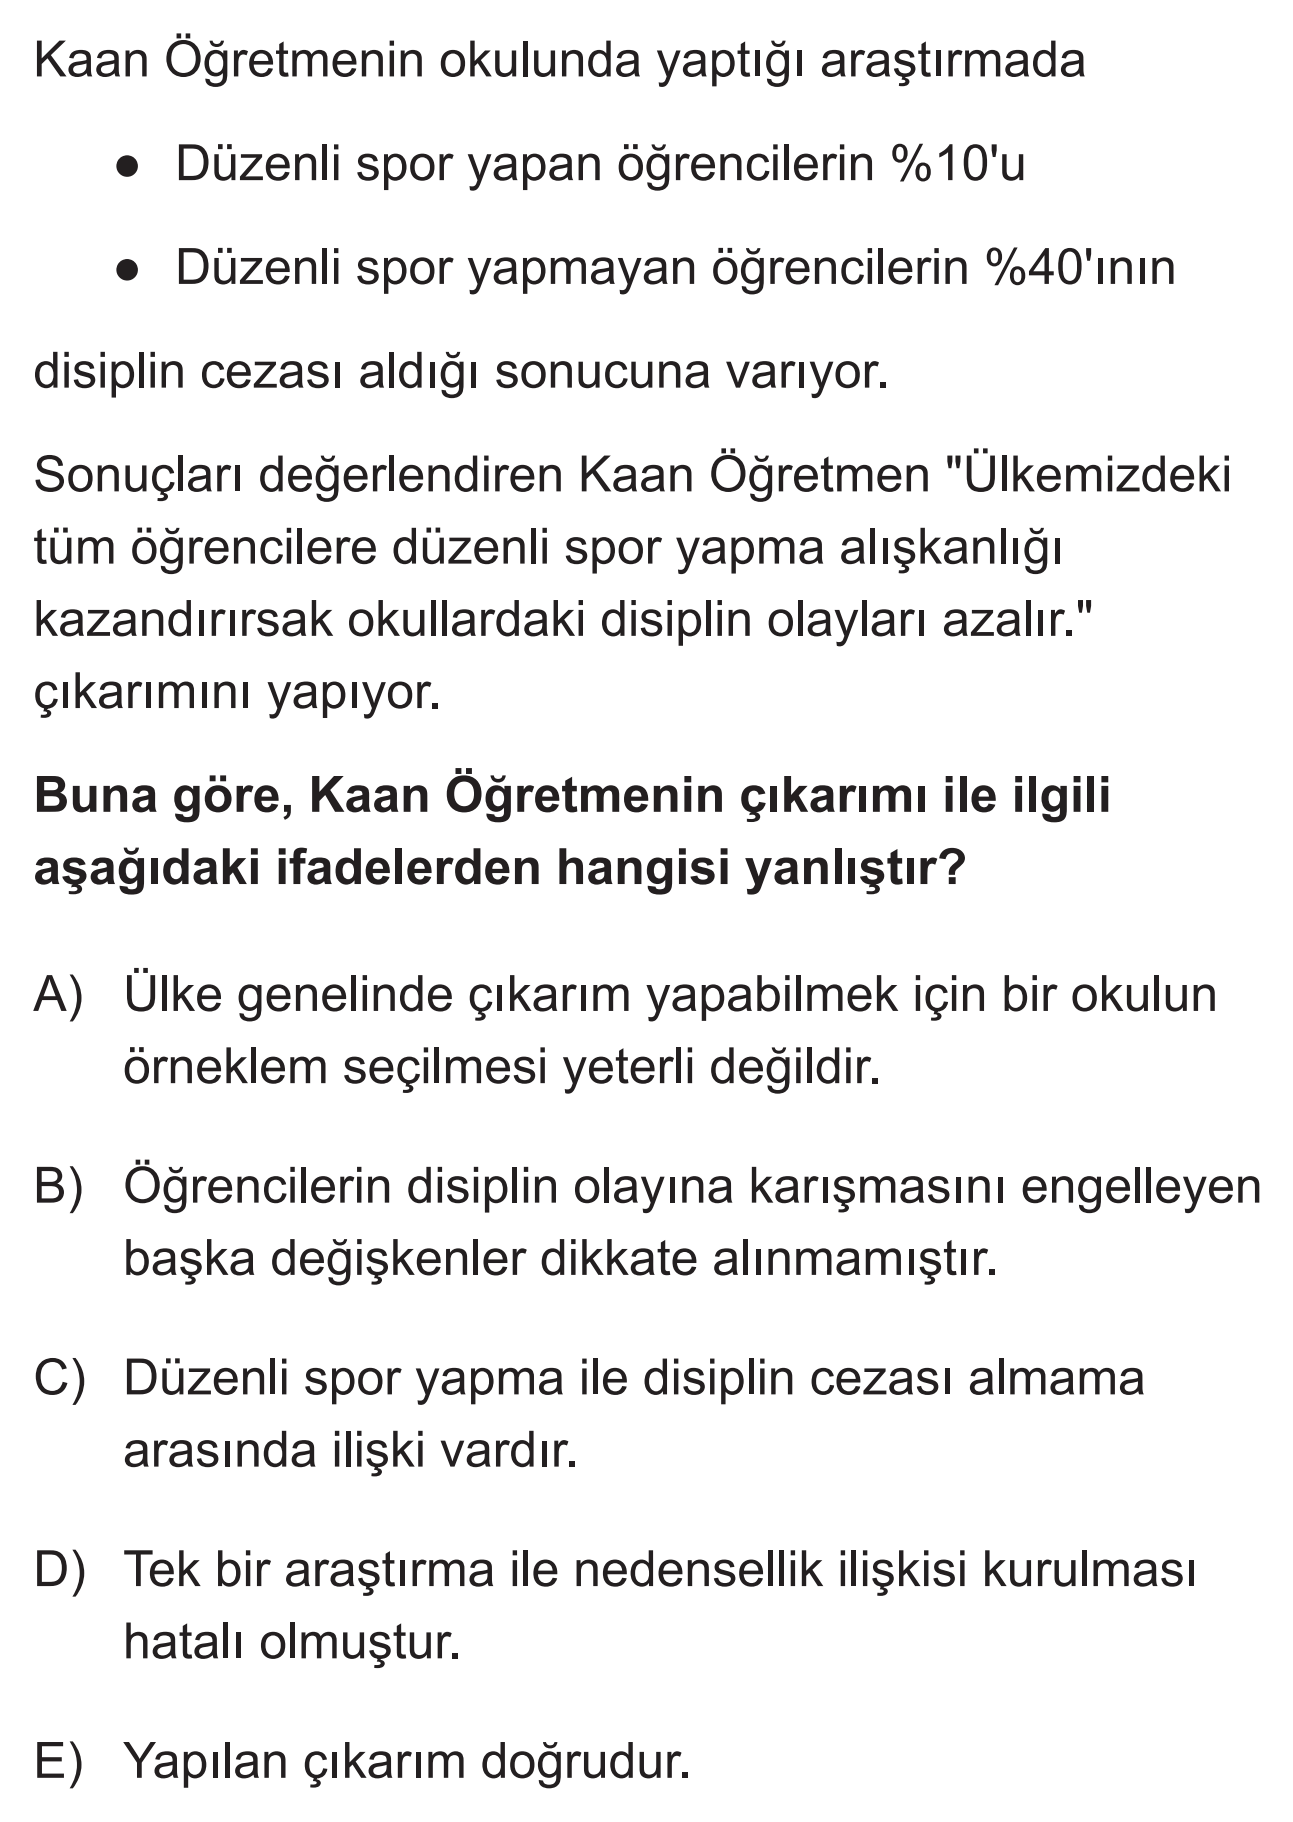 Kaan Öğretmenin okulunda yaptığı araştırmada
● Düzenli spor yapan öğrencilerin %10'u
● Düzenli spor yapmayan öğrencilerin %40'ının
disiplin cezası aldığı sonucuna varıyor.
Sonuçları değerlendiren Kaan Öğretmen "Ülkemizdeki
tüm öğrencilere düzenli spor yapma alışkanlığı
kazandırırsak okullardaki disiplin olayları azalır."
çıkarımını yapıyor.
Buna göre, Kaan Öğretmenin çıkarımı ile ilgili
aşağıdaki ifadelerden hangisi yanlıştır?
A) Ülke genelinde çıkarım yapabilmek için bir okulun
örneklem seçilmesi yeterli değildir.
B) Öğrencilerin disiplin olayına karışmasını engelleyen
başka değişkenler dikkate alınmamıştır.
C) Düzenli spor yapma ile disiplin cezası almama
arasında ilişki vardır.
D) Tek bir araştırma ile nedensellik ilişkisi kurulması
hatalı olmuştur.
E) Yapılan çıkarım doğrudur.